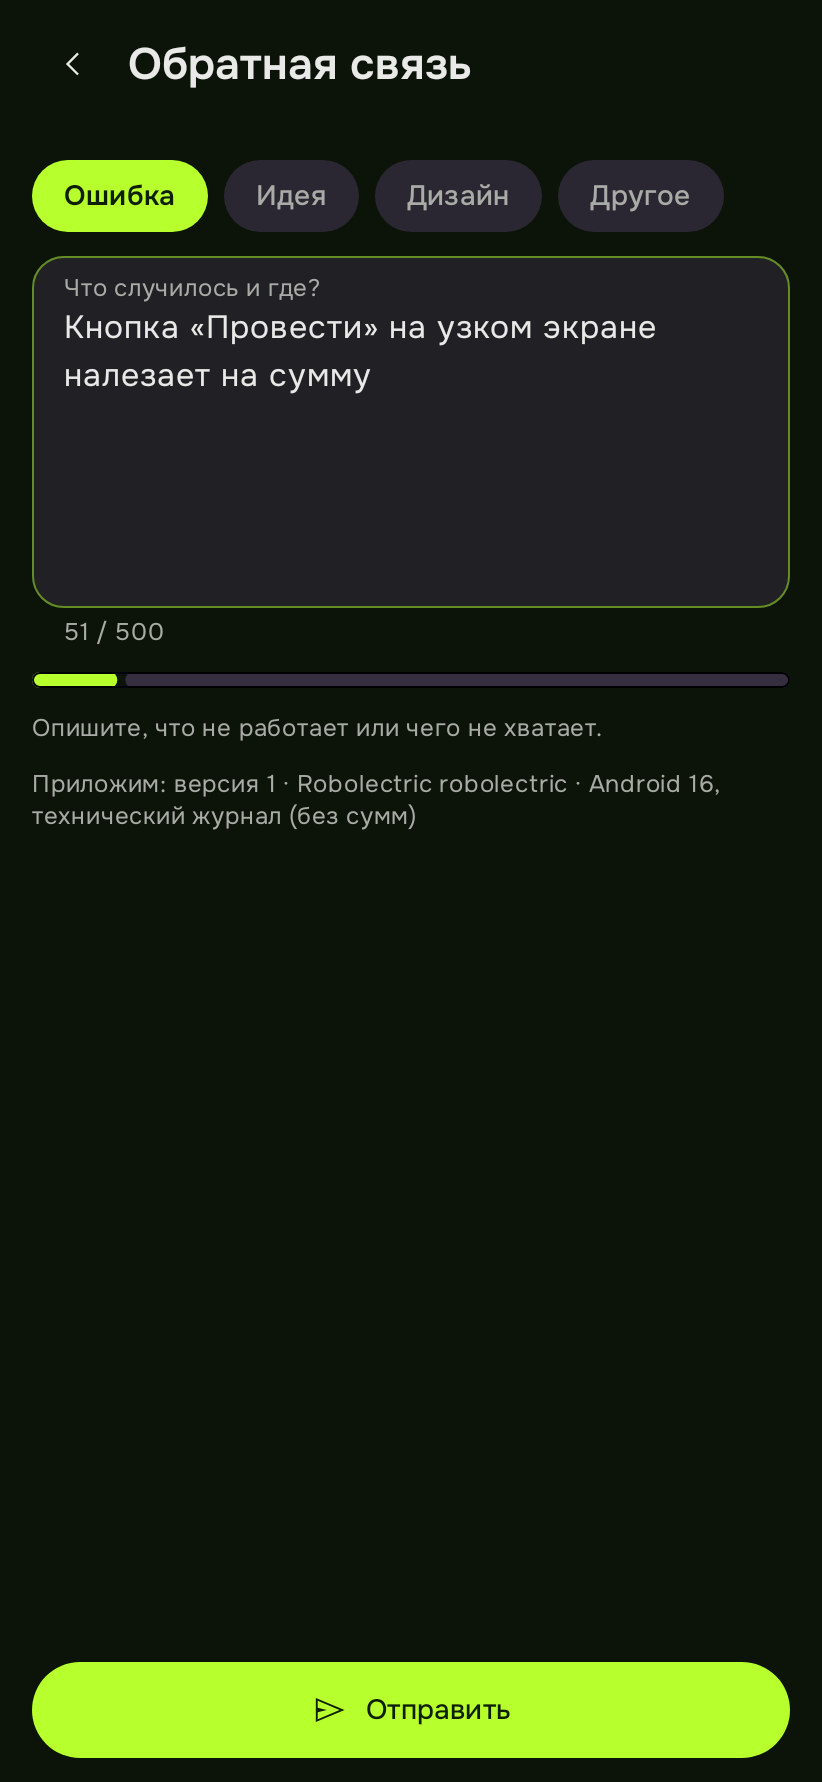 Обратная связь
Ошибка
Идея
Дизайн
Другое
Что случилось и где?
Кнопка «Провести» на узком экране
налезает на сумму
51 / 500
Опишите, что не работает или чего не хватает.
Приложим: версия 1 · Robolectric robolectric · Android 16,
технический журнал (без сумм)
Отправить